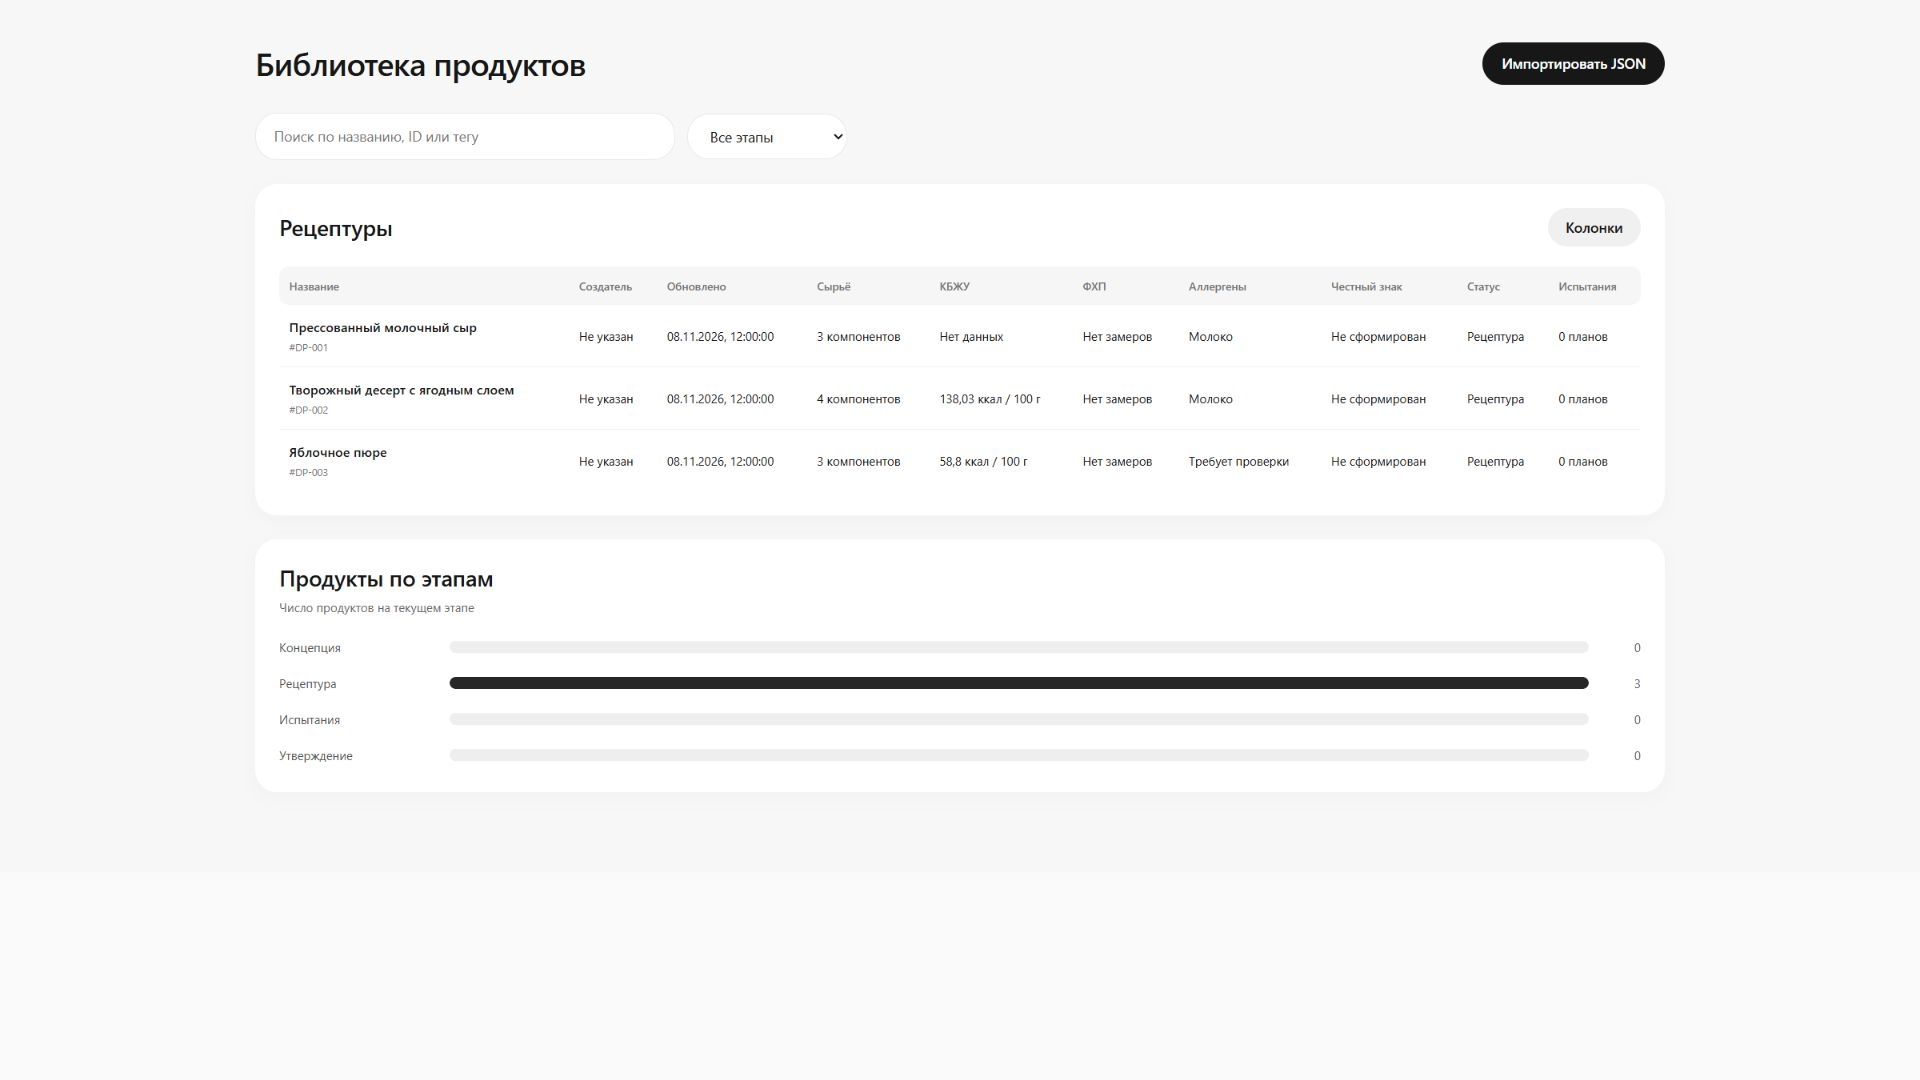 Библиотека продуктов
Импортировать JSON
Поиск по названию, ID или тегу
Все этапы
Рецептуры
Колонки
Название Создатель Обновлено Сырьё КБЖУ ФХП Аллергены Честный знак Статус Испытания
Прессованный молочный сыр
#DP-001
Не указан 08.11.2026, 12:00:00 3 компонентов Нет данных Нет замеров Молоко Не сформирован Рецептура 0 планов
Творожный десерт с ягодным слоем
#DP-002
Не указан 08.11.2026, 12:00:00 4 компонентов 138,03 ккал / 100 г Нет замеров Молоко Не сформирован Рецептура 0 планов
Яблочное пюре
#DP-003
Не указан 08.11.2026, 12:00:00 3 компонентов 58,8 ккал / 100 г Нет замеров Требует проверки Не сформирован Рецептура 0 планов
Продукты по этапам
Число продуктов на текущем этапе
Концепция 0
Рецептура 3
Испытания 0
Утверждение 0